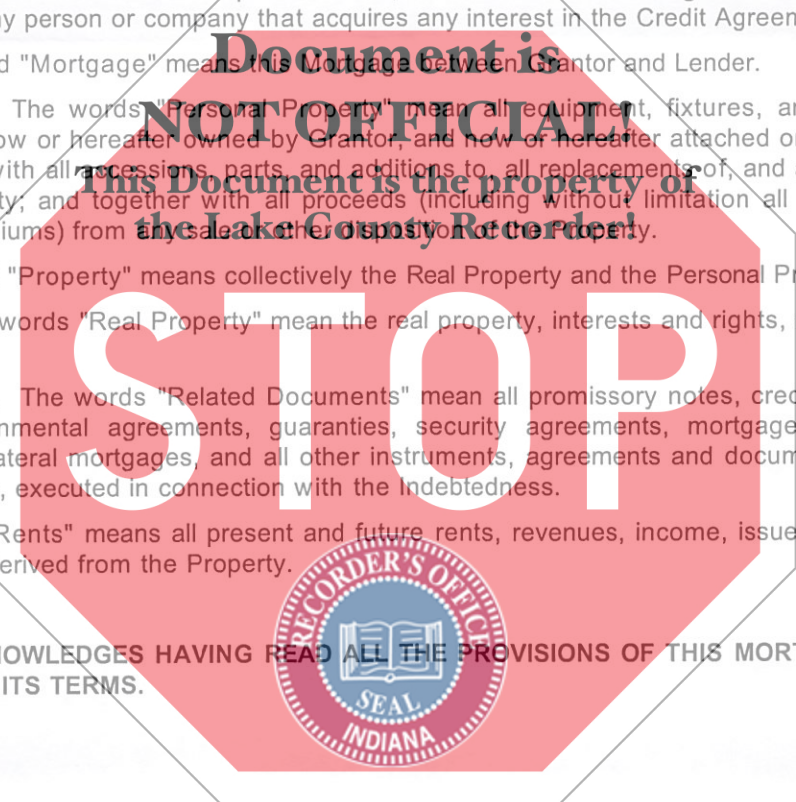 ny person or company that acquires any interest in the Credit Agreem
Document is
d "Mortgage" means this Mortgage between Grantor and Lender.
NOT OFFICIAL!
The words "Personal Property" mean all equipment, fixtures, an
ow or hereafter owned by Grantor, and now or hereafter attached or
with all accessions, parts, and additions to, all replacements of, and
This Document is the property of
ty; and together with all proceeds (including without limitation all
the Lake County Recorder!
iums) from any sale or other disposition of the Property.
"Property" means collectively the Real Property and the Personal Pr
words "Real Property" mean the real property, interests and rights,
STOP
The words "Related Documents" mean all promissory notes, cred
nmental agreements, guaranties, security agreements, mortgage
ateral mortgages, and all other instruments, agreements and docum
, executed in connection with the Indebtedness.
Rents" means all present and future rents, revenues, income, issue
erived from the Property.
RECORDER'S OFFICE
NOWLEDGES HAVING READ ALL THE PROVISIONS OF THIS MORT
ITS TERMS.
SEAL
INDIANA